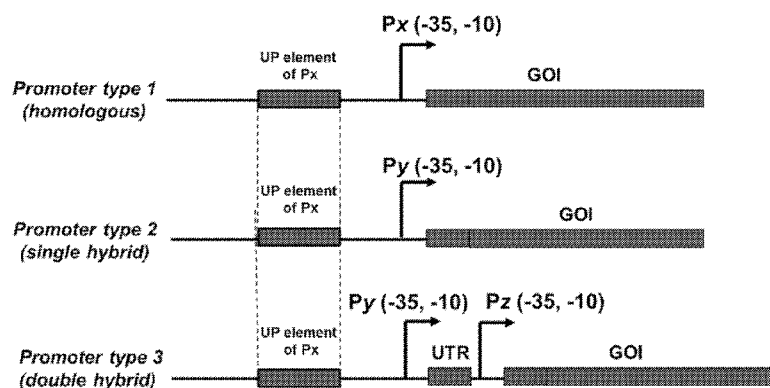 Px (-35, -10)
UP element
of Px
GOI
Promoter type 1
(homologous)
Py (-35, -10)
UP element
of Px
GOI
Promoter type 2
(single hybrid)
Py (-35, -10) Pz (-35, -10)
UP element
of Px
UTR GOI
Promoter type 3
(double hybrid)